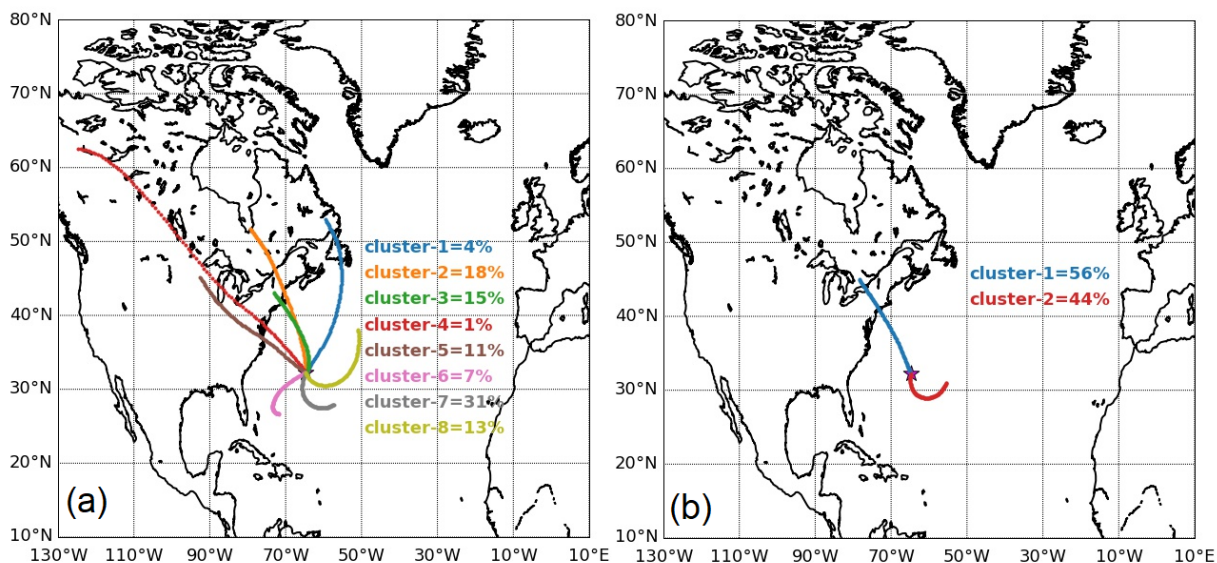 80°N
70°N
60°N
50°N
40°N
30°N
20°N
10°N
130°W 110°W 90°W 70°W 50°W 30°W 10°W 10°E
cluster-1=4%
cluster-2=18%
cluster-3=15%
cluster-4=1%
cluster-5=11%
cluster-6=7%
cluster-7=31%
cluster-8=13%
(a)
80°N
70°N
60°N
50°N
40°N
30°N
20°N
10°N
130°W 110°W 90°W 70°W 50°W 30°W 10°W 10°E
cluster-1=56%
cluster-2=44%
(b)